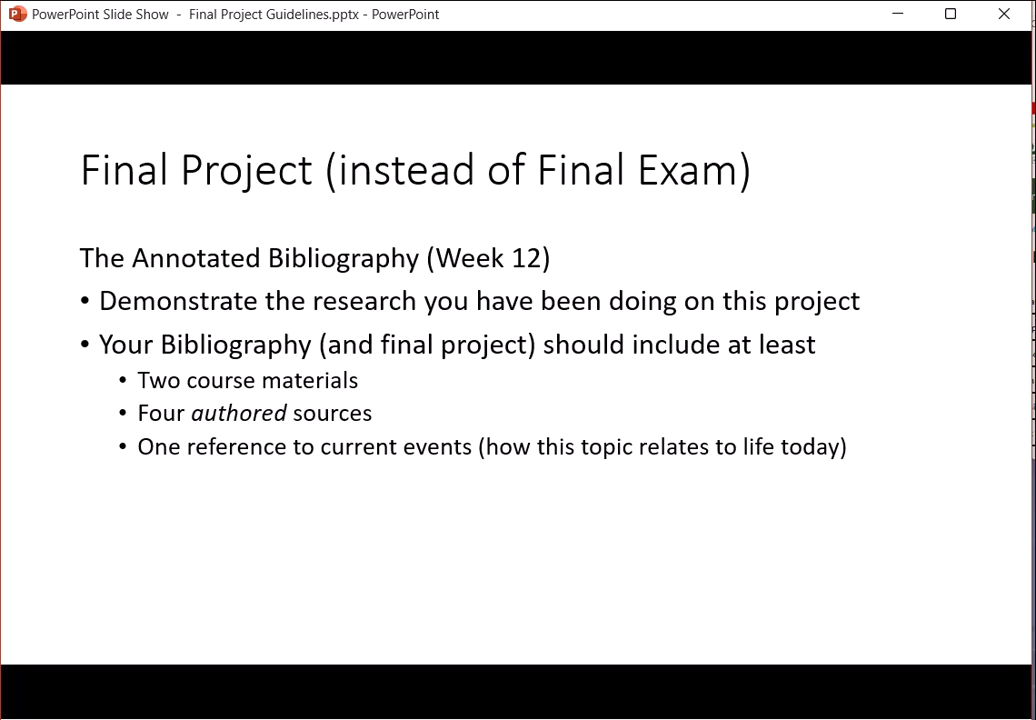 PowerPoint Slide Show - Final Project Guidelines.pptx - PowerPoint
Final Project (instead of Final Exam)
The Annotated Bibliography (Week 12)
• Demonstrate the research you have been doing on this project
• Your Bibliography (and final project) should include at least
• Two course materials
• Four authored sources
• One reference to current events (how this topic relates to life today)